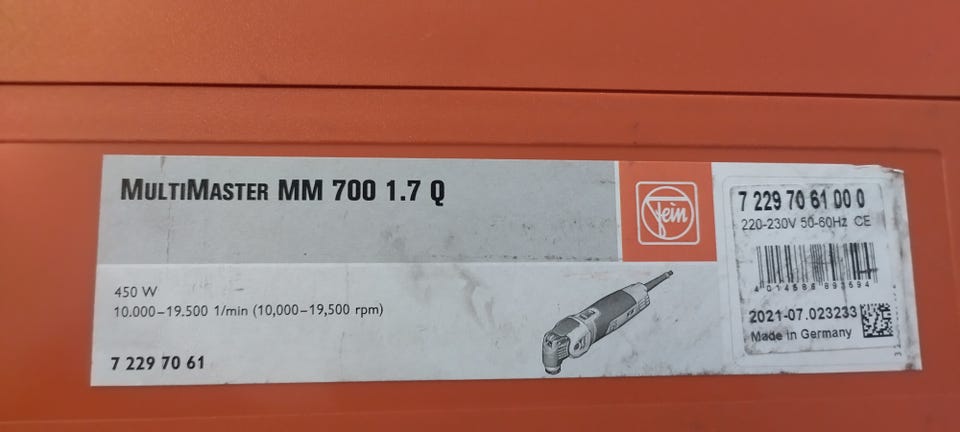 MULTIMASTER MM 700 1.7 Q
450 W
10.000–19.500 1/min (10,000–19,500 rpm)
7 229 70 61
Fein
7 229 70 61 00 0
220-230V 50-60Hz CE
2021-07.023233
Made in Germany